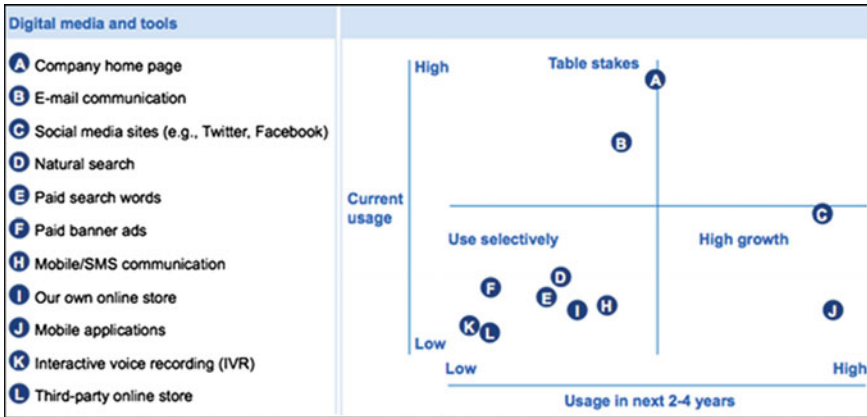 Digital media and tools
A Company home page
B E-mail communication
C Social media sites (e.g., Twitter, Facebook)
D Natural search
E Paid search words
F Paid banner ads
H Mobile/SMS communication
I Our own online store
J Mobile applications
K Interactive voice recording (IVR)
L Third-party online store
High
Table stakes
A
B
Current
usage
C
Use selectively
High growth
D
F
E
I
H
J
K
L
Low
Low
High
Usage in next 2-4 years